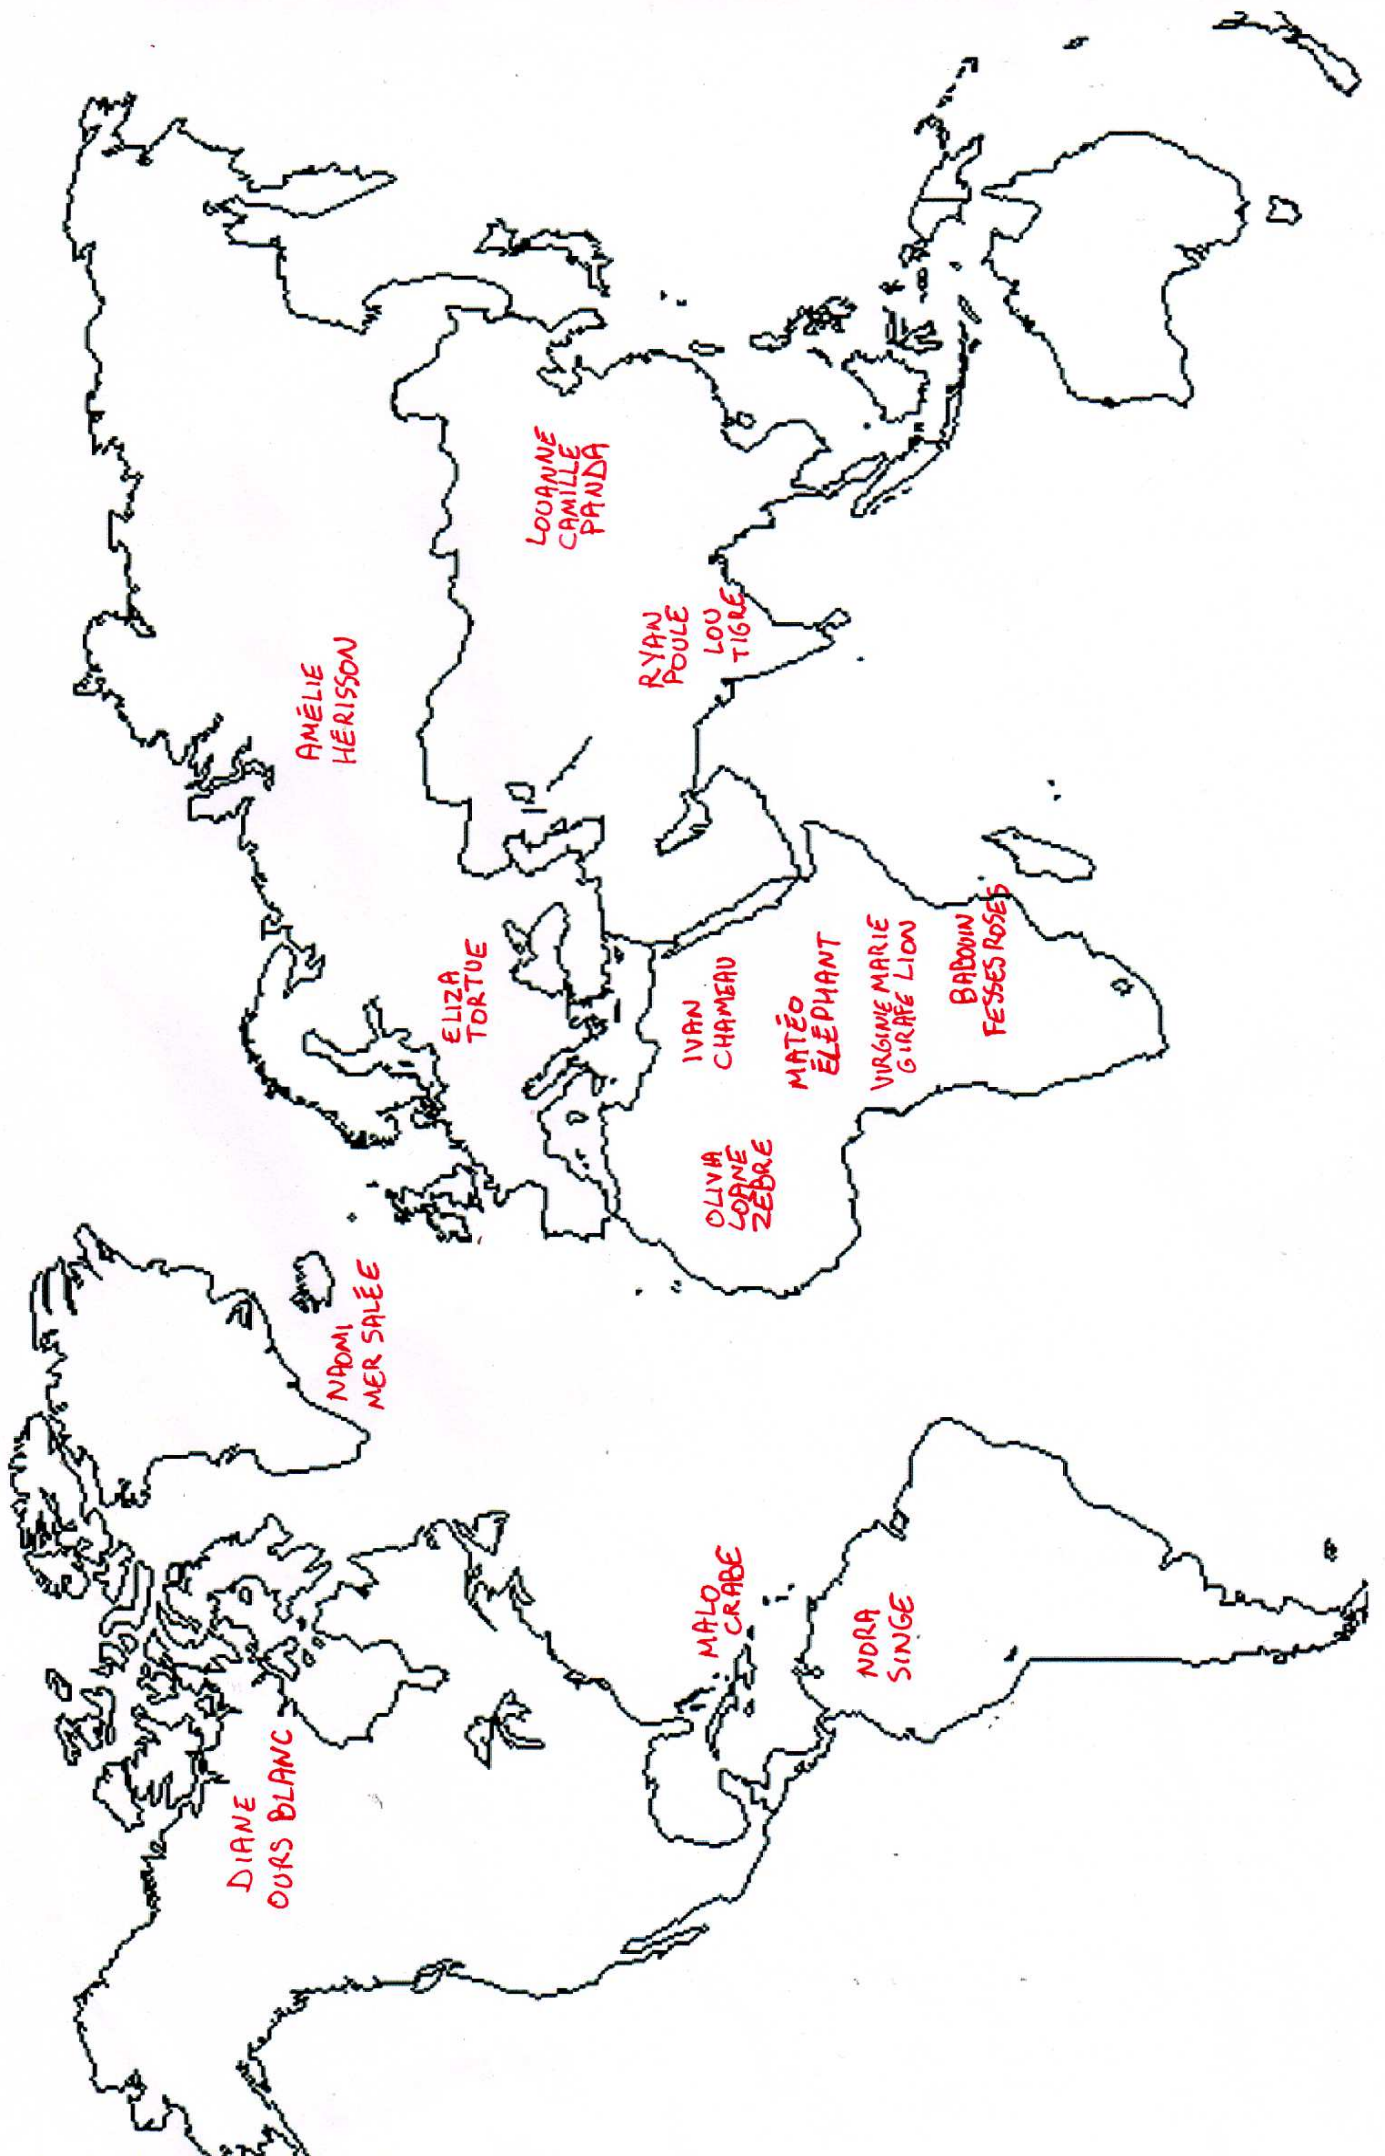 DIANE
OURS BLANC
NAOMI
MER SALÉE
MALO
CRABE
NORA
SINGE
AMÉLIE
HÉRISSON
ELIZA
TORTUE
LOUANNE
CAMILLE
PANDA
RYAN
POULE
LOU
TIGRE
IVAN
CHAMEAU
OLIVIA
LOANE
ZÈBRE
MATÉO
ÉLÉPHANT
VIRGINIE MARIE
GIRAFE LION
BABOUIN
FESSES ROSES